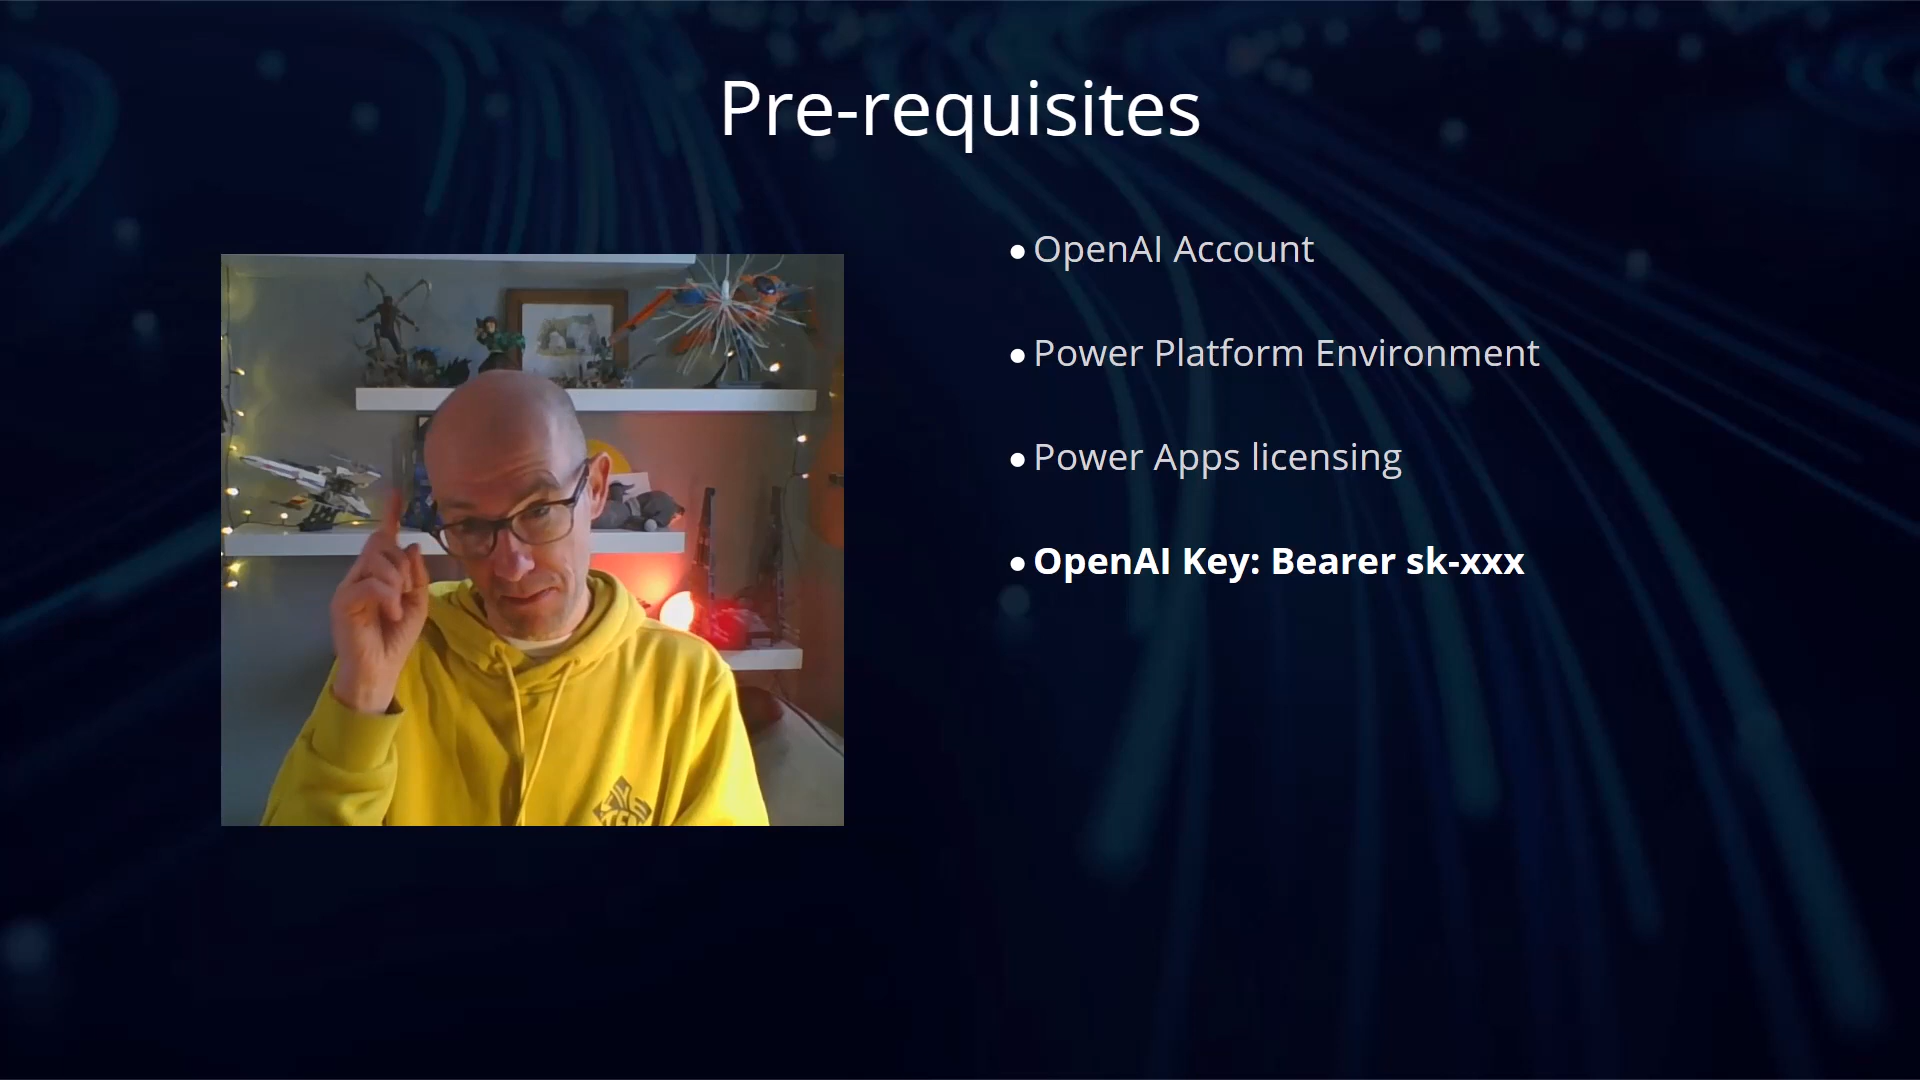 Pre-requisites
● OpenAI Account
● Power Platform Environment
● Power Apps licensing
● OpenAI Key: Bearer sk-xxx